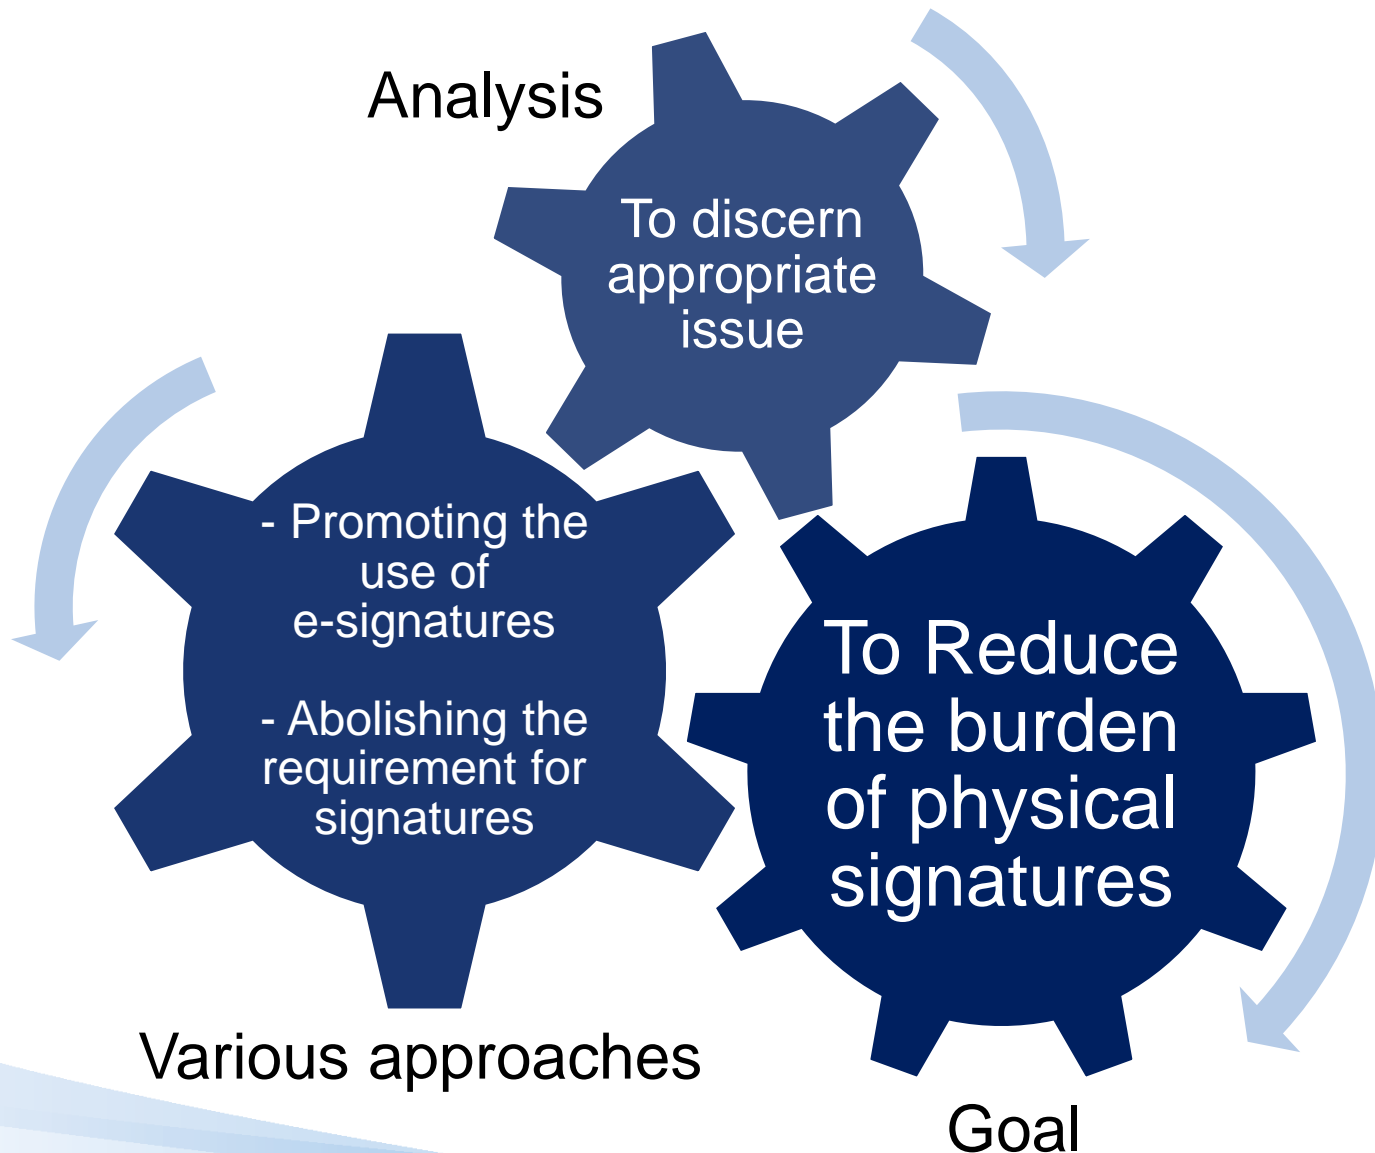 Analysis
To discern
appropriate
issue
- Promoting the
use of
e-signatures
- Abolishing the
requirement for
signatures
Various approaches
To Reduce
the burden
of physical
signatures
Goal